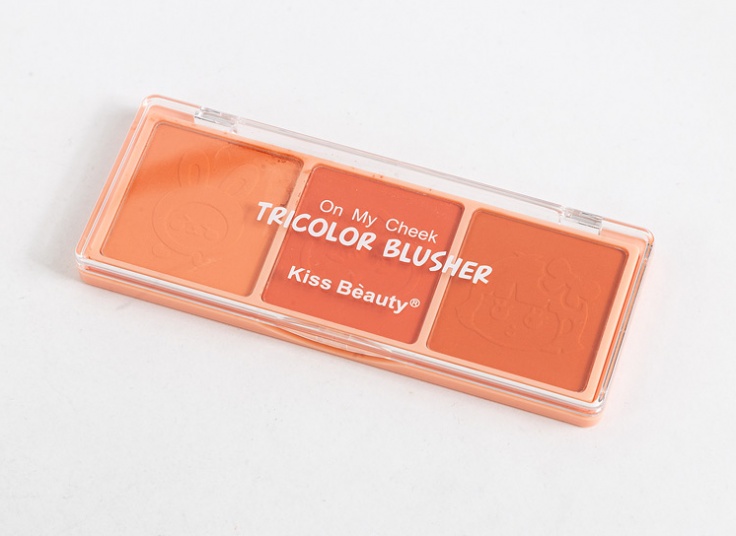 On My Cheek
TRICOLOR BLUSHER
Kiss Bèauty®